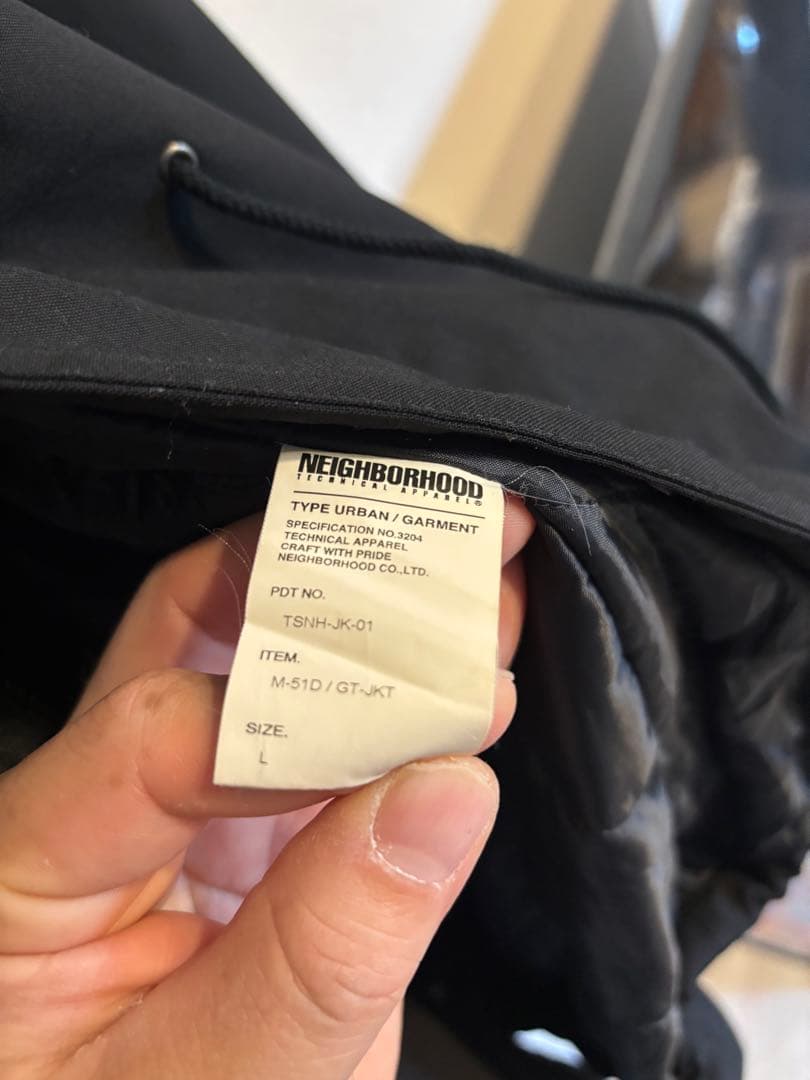 NEIGHBORHOOD
TECHNICAL APPAREL®
TYPE URBAN / GARMENT
SPECIFICATION NO.3204
TECHNICAL APPAREL
CRAFT WITH PRIDE
NEIGHBORHOOD CO.,LTD.
PDT NO.
TSNH-JK-01
ITEM.
M-51D / GT-JKT
SIZE.
L